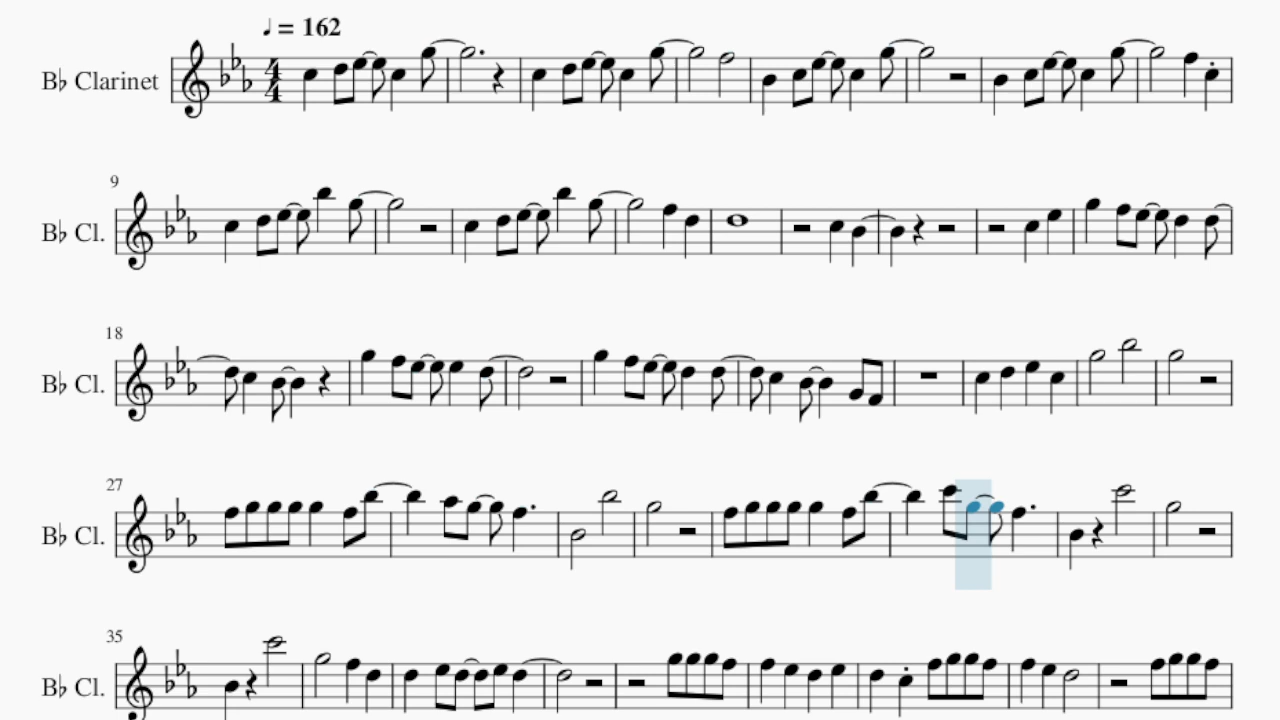 ♩ = 162
B♭ Clarinet
4
4
9
B♭ Cl.
18
B♭ Cl.
27
B♭ Cl.
35
B♭ Cl.